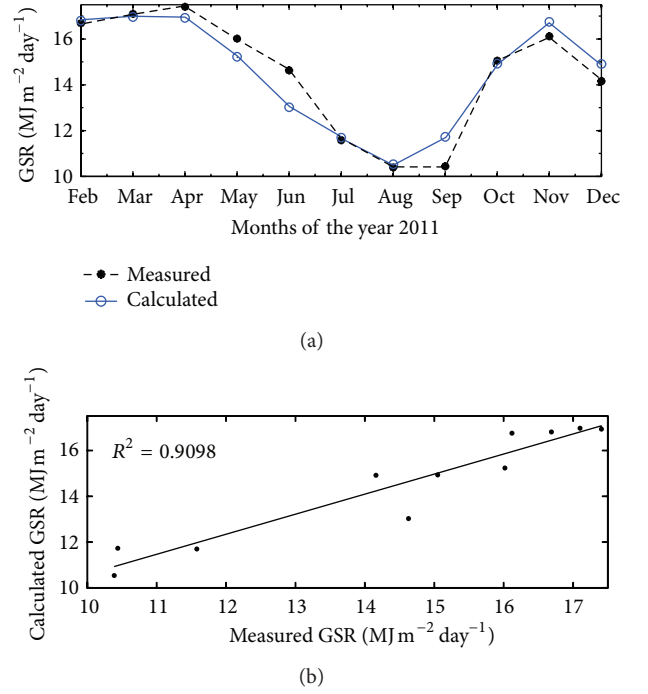 GSR (MJ m⁻² day⁻¹)
16
14
12
10
Feb Mar Apr May Jun Jul Aug Sep Oct Nov Dec
Months of the year 2011
Measured
Calculated
(a)
Calculated GSR (MJ m⁻² day⁻¹)
R² = 0.9098
16
14
12
10
10 11 12 13 14 15 16 17
Measured GSR (MJ m⁻² day⁻¹)
(b)